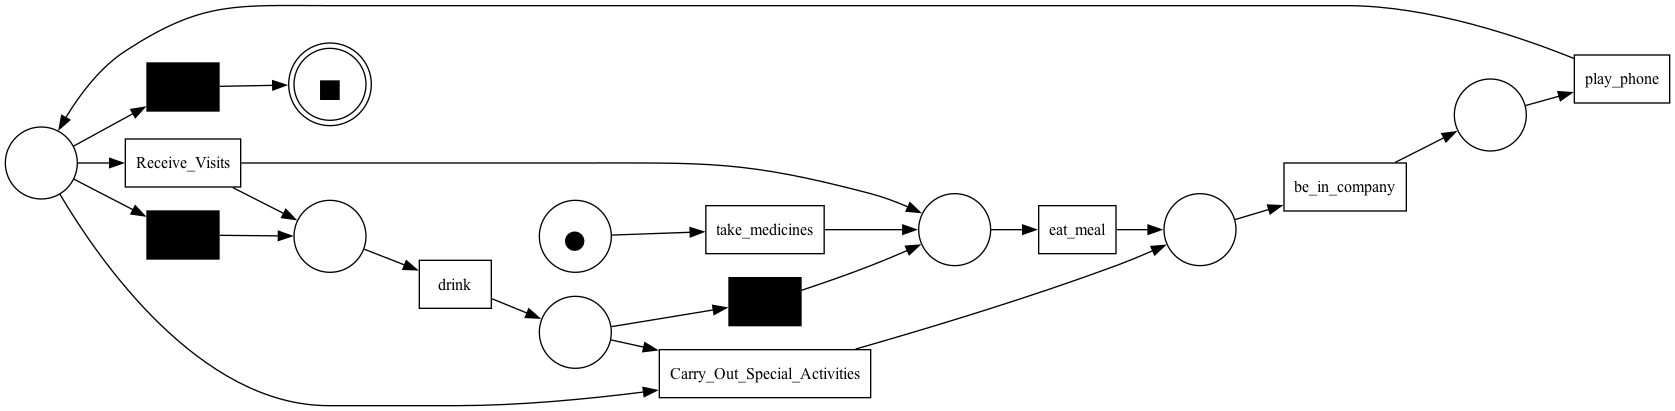 play_phone
Receive_Visits
be_in_company
take_medicines
eat_meal
drink
Carry_Out_Special_Activities